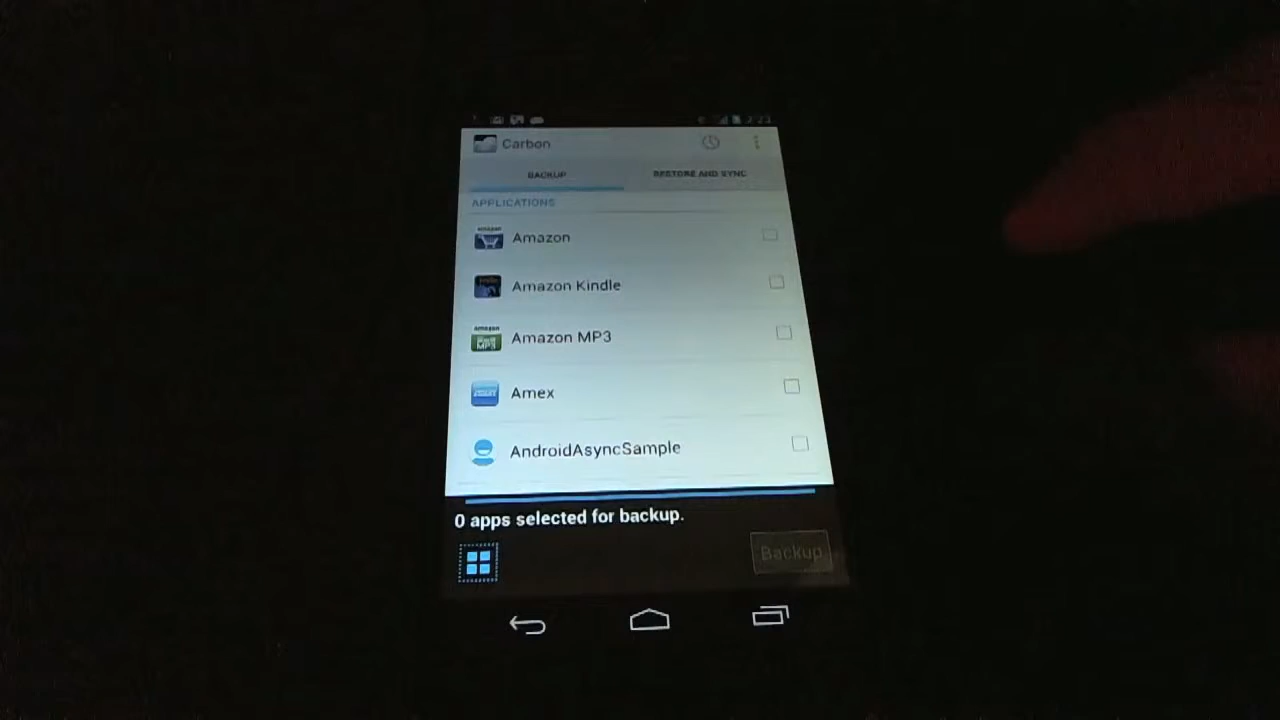 Carbon
BACKUP
RESTORE AND SYNC
APPLICATIONS
Amazon
Amazon Kindle
Amazon MP3
Amex
AndroidAsyncSample
0 apps selected for backup.
Backup